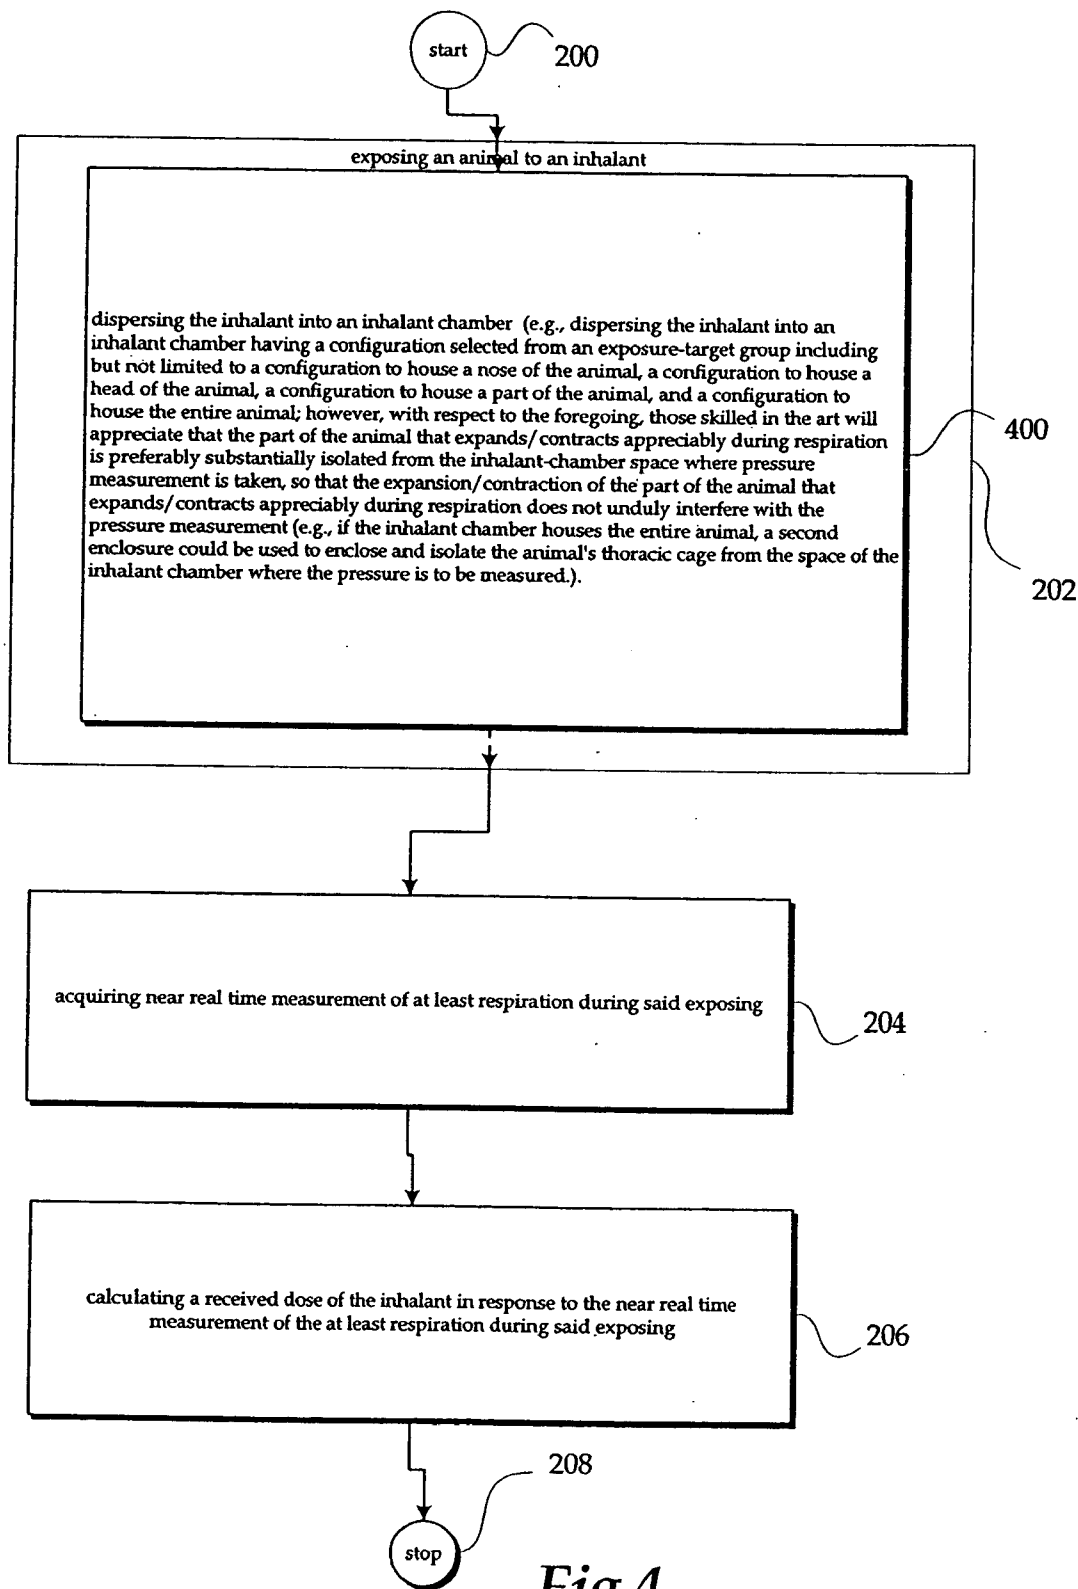 start
200
exposing an animal to an inhalant
dispersing the inhalant into an inhalant chamber (e.g., dispersing the inhalant into an
inhalant chamber having a configuration selected from an exposure-target group including
but not limited to a configuration to house a nose of the animal, a configuration to house a
head of the animal, a configuration to house a part of the animal, and a configuration to
house the entire animal; however, with respect to the foregoing, those skilled in the art will
appreciate that the part of the animal that expands/contracts appreciably during respiration
is preferably substantially isolated from the inhalant-chamber space where pressure
measurement is taken, so that the expansion/contraction of the part of the animal that
expands/contracts appreciably during respiration does not unduly interfere with the
pressure measurement (e.g., if the inhalant chamber houses the entire animal, a second
enclosure could be used to enclose and isolate the animal's thoracic cage from the space of the
inhalant chamber where the pressure is to be measured.).
400
202
acquiring near real time measurement of at least respiration during said exposing
204
calculating a received dose of the inhalant in response to the near real time
measurement of the at least respiration during said exposing
206
208
stop
Fig 4